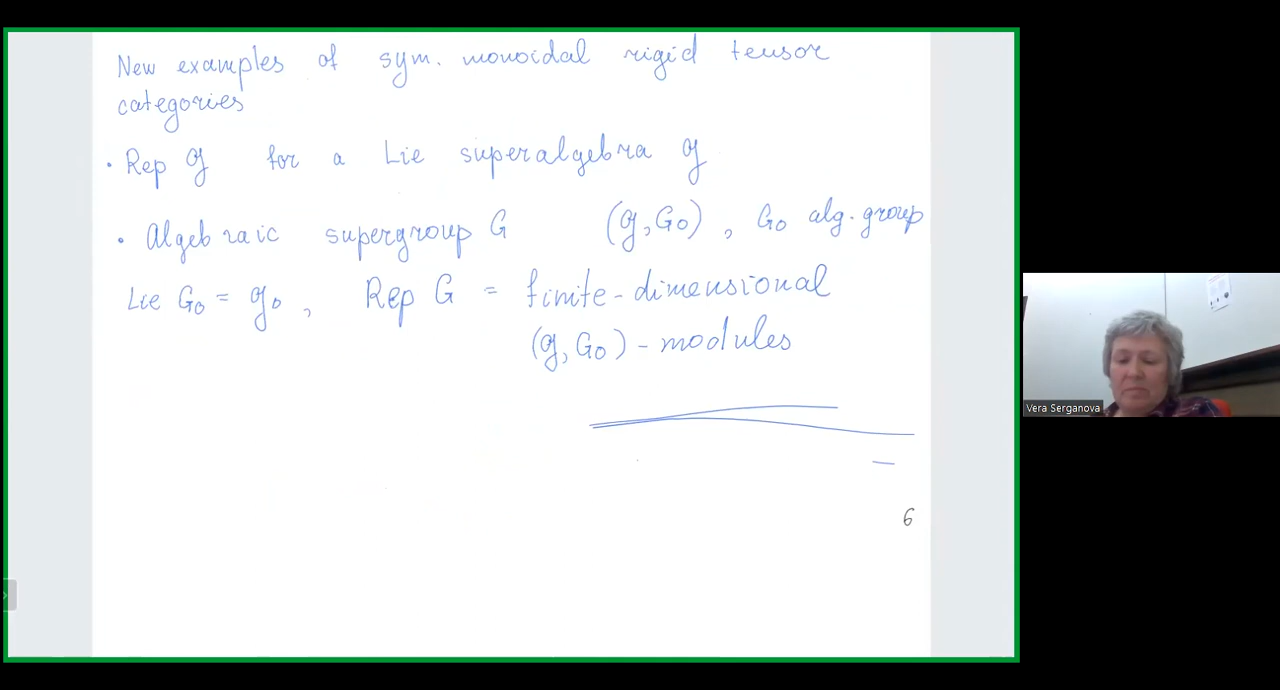 New examples of sym. monoidal rigid tensor
categories
• Rep g for a Lie superalgebra g
• Algebraic supergroup G (g, G₀), G₀ alg. group
Lie G₀ = g₀, Rep G = finite-dimensional
(g, G₀) - modules
6
Vera Serganova